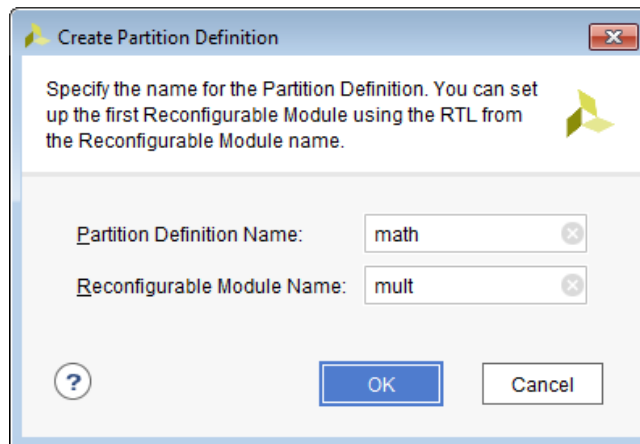 Create Partition Definition
Specify the name for the Partition Definition. You can set
up the first Reconfigurable Module using the RTL from
the Reconfigurable Module name.
Partition Definition Name: math
Reconfigurable Module Name: mult
? OK Cancel